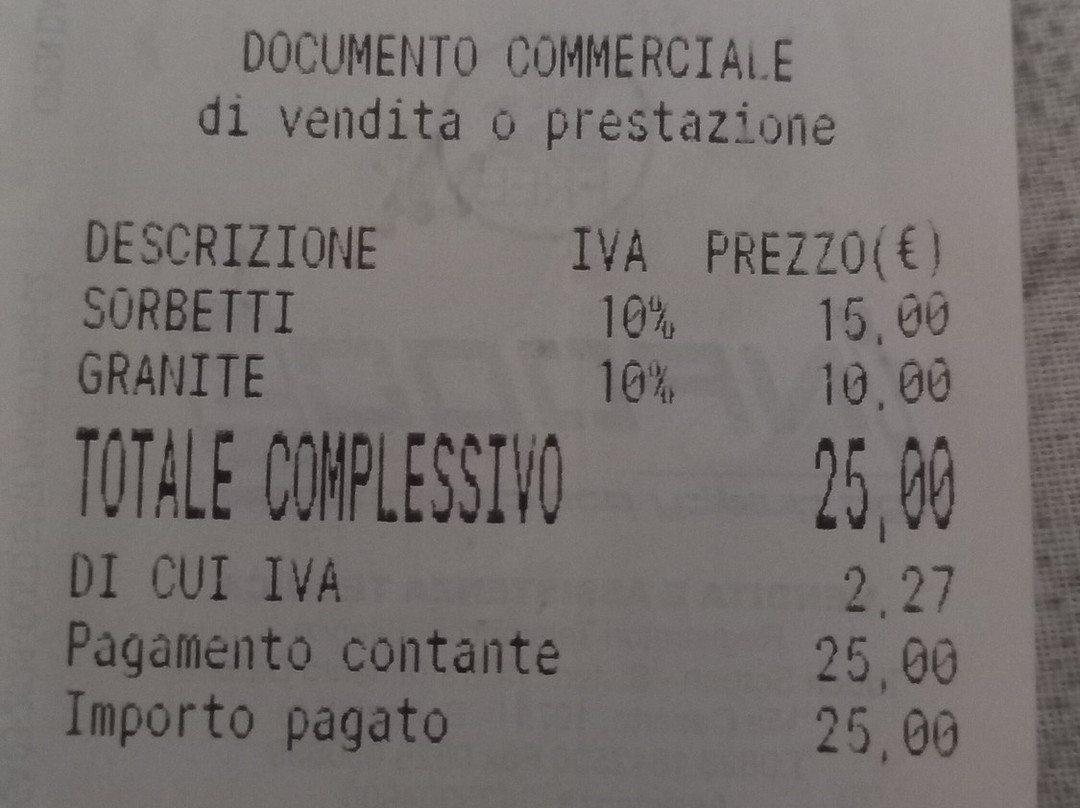 DOCUMENTO COMMERCIALE
di vendita o prestazione
DESCRIZIONE IVA PREZZO(€)
SORBETTI 10% 15,00
GRANITE 10% 10,00
TOTALE COMPLESSIVO 25,00
DI CUI IVA 2,27
Pagamento contante 25,00
Importo pagato 25,00